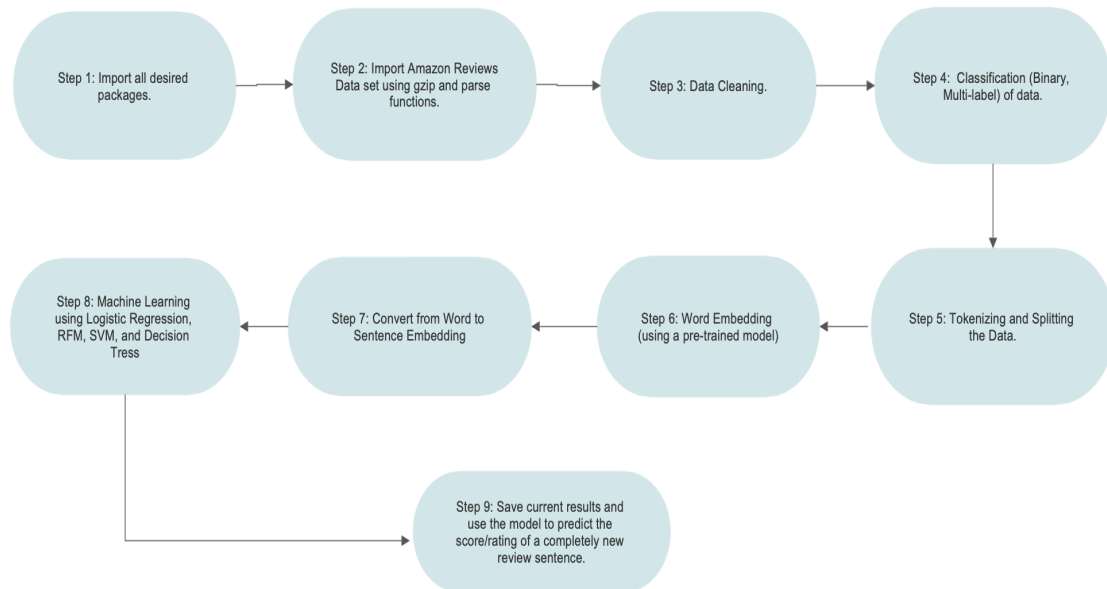 Step 1: Import all desired
packages.
Step 2: Import Amazon Reviews
Data set using gzip and parse
functions.
Step 3: Data Cleaning.
Step 4:  Classification (Binary,
Multi-label) of data.
Step 5: Tokenizing and Splitting
the Data.
Step 6: Word Embedding
(using a pre-trained model)
Step 7: Convert from Word to
Sentence Embedding
Step 8: Machine Learning
using Logistic Regression,
RFM, SVM, and Decision
Tress
Step 9: Save current results and
use the model to predict the
score/rating of a completely new
review sentence.